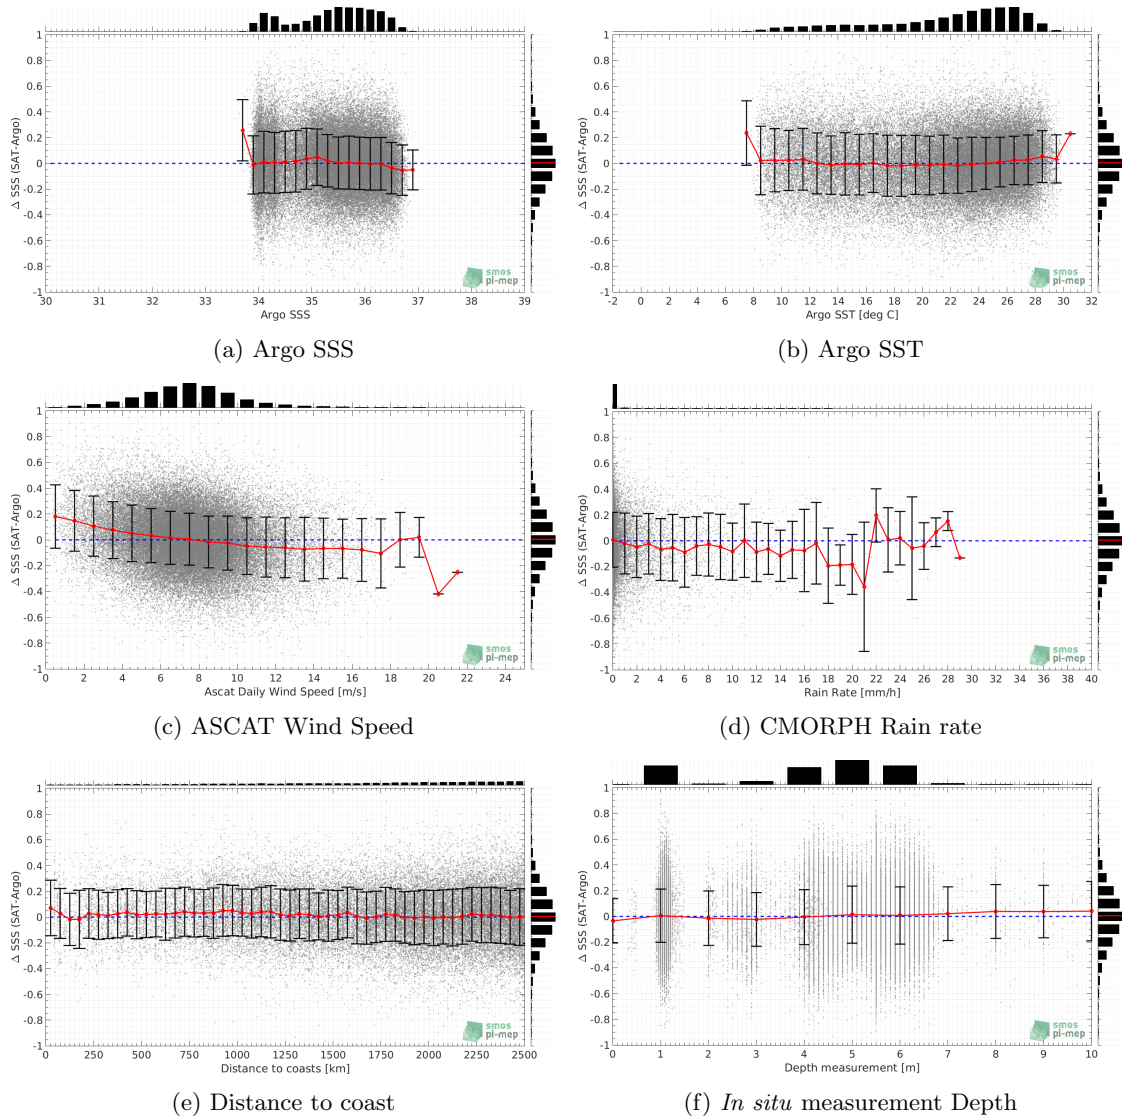 1
0.8
0.6
0.4
0.2
0
-0.2
-0.4
-0.6
-0.8
-1
Δ SSS (SAT-Argo)
smos
pi-mep
30 31 32 33 34 35 36 37 38 39
Argo SSS
(a) Argo SSS
1
0.8
0.6
0.4
0.2
0
-0.2
-0.4
-0.6
-0.8
-1
Δ SSS (SAT-Argo)
smos
pi-mep
-2 0 2 4 6 8 10 12 14 16 18 20 22 24 26 28 30 32
Argo SST [deg C]
(b) Argo SST
1
0.8
0.6
0.4
0.2
0
-0.2
-0.4
-0.6
-0.8
-1
Δ SSS (SAT-Argo)
smos
pi-mep
0 2 4 6 8 10 12 14 16 18 20 22 24
Ascat Daily Wind Speed [m/s]
(c) ASCAT Wind Speed
1
0.8
0.6
0.4
0.2
0
-0.2
-0.4
-0.6
-0.8
-1
Δ SSS (SAT-Argo)
smos
pi-mep
0 2 4 6 8 10 12 14 16 18 20 22 24 26 28 30 32 34 36 38 40
Rain Rate [mm/h]
(d) CMORPH Rain rate
1
0.8
0.6
0.4
0.2
0
-0.2
-0.4
-0.6
-0.8
-1
Δ SSS (SAT-Argo)
smos
pi-mep
0 250 500 750 1000 1250 1500 1750 2000 2250 2500
Distance to coasts [km]
(e) Distance to coast
1
0.8
0.6
0.4
0.2
0
-0.2
-0.4
-0.6
-0.8
-1
Δ SSS (SAT-Argo)
smos
pi-mep
0 1 2 3 4 5 6 7 8 9 10
Depth measurement [m]
(f) In situ measurement Depth